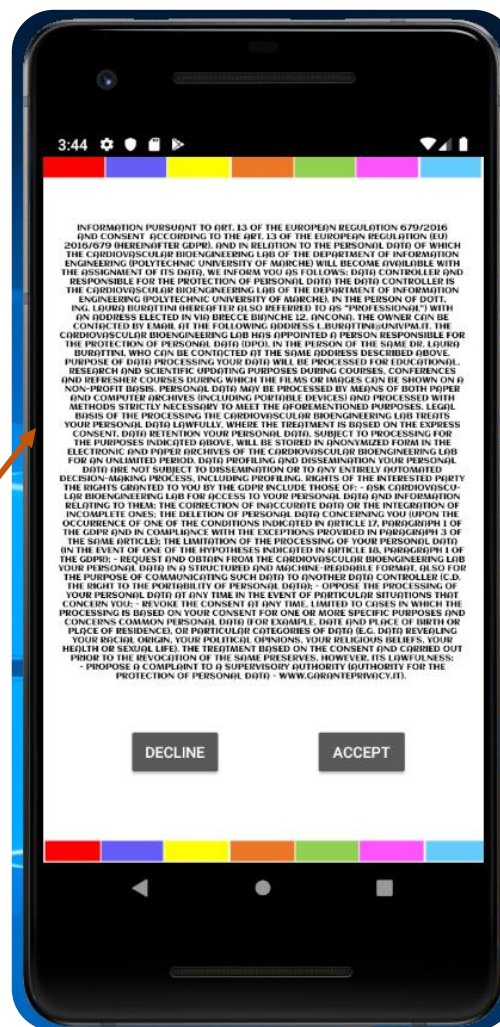 3:44
INFORMATION PURSUANT TO ART. 13 OF THE EUROPEAN REGULATION 679/2016
AND CONSENT ACCORDING TO THE ART. 13 OF THE EUROPEAN REGULATION (EU)
2016/679 (HEREINAFTER GDPR), AND IN RELATION TO THE PERSONAL DATA OF WHICH
THE CARDIOVASCULAR BIOENGINEERING LAB OF THE DEPARTMENT OF INFORMATION
ENGINEERING (POLYTECHNIC UNIVERSITY OF MARCHE) WILL BECOME AVAILABLE WITH
THE ASSIGNMENT OF ITS DATA, WE INFORM YOU AS FOLLOWS: DATA CONTROLLER AND
RESPONSIBLE FOR THE PROTECTION OF PERSONAL DATA THE DATA CONTROLLER IS
THE CARDIOVASCULAR BIOENGINEERING LAB OF THE DEPARTMENT OF INFORMATION
ENGINEERING (POLYTECHNIC UNIVERSITY OF MARCHE), IN THE PERSON OF DOTT.
ING. LAURA BURATTINI (HEREAFTER ALSO REFERRED TO AS "PROFESSIONAL") WITH
AN ADDRESS ELECTED IN VIA BRECCE BIANCHE 12, ANCONA. THE OWNER CAN BE
CONTACTED BY EMAIL AT THE FOLLOWING ADDRESS L.BURATTINI@UNIVPM.IT. THE
CARDIOVASCULAR BIOENGINEERING LAB HAS APPOINTED A PERSON RESPONSIBLE FOR
THE PROTECTION OF PERSONAL DATA (DPO), IN THE PERSON OF THE SAME DR. LAURA
BURATTINI, WHO CAN BE CONTACTED AT THE SAME ADDRESS DESCRIBED ABOVE.
PURPOSE OF DATA PROCESSING YOUR DATA WILL BE PROCESSED FOR EDUCATIONAL,
RESEARCH AND SCIENTIFIC UPDATING PURPOSES DURING COURSES, CONFERENCES
AND REFRESHER COURSES DURING WHICH THE FILMS OR IMAGES CAN BE SHOWN ON A
NON-PROFIT BASIS. PERSONAL DATA MAY BE PROCESSED BY MEANS OF BOTH PAPER
AND COMPUTER ARCHIVES (INCLUDING PORTABLE DEVICES) AND PROCESSED WITH
METHODS STRICTLY NECESSARY TO MEET THE AFOREMENTIONED PURPOSES. LEGAL
BASIS OF THE PROCESSING THE CARDIOVASCULAR BIOENGINEERING LAB TREATS
YOUR PERSONAL DATA LAWFULLY, WHERE THE TREATMENT IS BASED ON THE EXPRESS
CONSENT. DATA RETENTION YOUR PERSONAL DATA, SUBJECT TO PROCESSING FOR
THE PURPOSES INDICATED ABOVE, WILL BE STORED IN ANONYMIZED FORM IN THE
ELECTRONIC AND PAPER ARCHIVES OF THE CARDIOVASCULAR BIOENGINEERING LAB
FOR AN UNLIMITED PERIOD. DATA PROFILING AND DISSEMINATION YOUR PERSONAL
DATA ARE NOT SUBJECT TO DISSEMINATION OR TO ANY ENTIRELY AUTOMATED
DECISION-MAKING PROCESS, INCLUDING PROFILING. RIGHTS OF THE INTERESTED PARTY
THE RIGHTS GRANTED TO YOU BY THE GDPR INCLUDE THOSE OF: - ASK CARDIOVASCU-
LAR BIOENGINEERING LAB FOR ACCESS TO YOUR PERSONAL DATA AND INFORMATION
RELATING TO THEM; THE CORRECTION OF INACCURATE DATA OR THE INTEGRATION OF
INCOMPLETE ONES; THE DELETION OF PERSONAL DATA CONCERNING YOU (UPON THE
OCCURRENCE OF ONE OF THE CONDITIONS INDICATED IN ARTICLE 17, PARAGRAPH 1 OF
THE GDPR AND IN COMPLIANCE WITH THE EXCEPTIONS PROVIDED IN PARAGRAPH 3 OF
THE SAME ARTICLE); THE LIMITATION OF THE PROCESSING OF YOUR PERSONAL DATA
(IN THE EVENT OF ONE OF THE HYPOTHESES INDICATED IN ARTICLE 18, PARAGRAPH 1 OF
THE GDPR); - REQUEST AND OBTAIN FROM THE CARDIOVASCULAR BIOENGINEERING LAB
YOUR PERSONAL DATA) IN A STRUCTURED AND MACHINE-READABLE FORMAT, ALSO FOR
THE PURPOSE OF COMMUNICATING SUCH DATA TO ANOTHER DATA CONTROLLER (C.D.
THE RIGHT TO THE PORTABILITY OF PERSONAL DATA); - OPPOSE THE PROCESSING OF
YOUR PERSONAL DATA AT ANY TIME IN THE EVENT OF PARTICULAR SITUATIONS THAT
CONCERN YOU; - REVOKE THE CONSENT AT ANY TIME, LIMITED TO CASES IN WHICH THE
PROCESSING IS BASED ON YOUR CONSENT FOR ONE OR MORE SPECIFIC PURPOSES AND
CONCERNS COMMON PERSONAL DATA (FOR EXAMPLE, DATE AND PLACE OF BIRTH OR
PLACE OF RESIDENCE), OR PARTICULAR CATEGORIES OF DATA (E.G. DATA REVEALING
YOUR RACIAL ORIGIN, YOUR POLITICAL OPINIONS, YOUR RELIGIOUS BELIEFS, YOUR
HEALTH OR SEXUAL LIFE). THE TREATMENT BASED ON THE CONSENT AND CARRIED OUT
PRIOR TO THE REVOCATION OF THE SAME PRESERVES, HOWEVER, ITS LAWFULNESS;
- PROPOSE A COMPLAINT TO A SUPERVISORY AUTHORITY (AUTHORITY FOR THE
PROTECTION OF PERSONAL DATA - WWW.GARANTEPRIVACY.IT).
DECLINE
ACCEPT